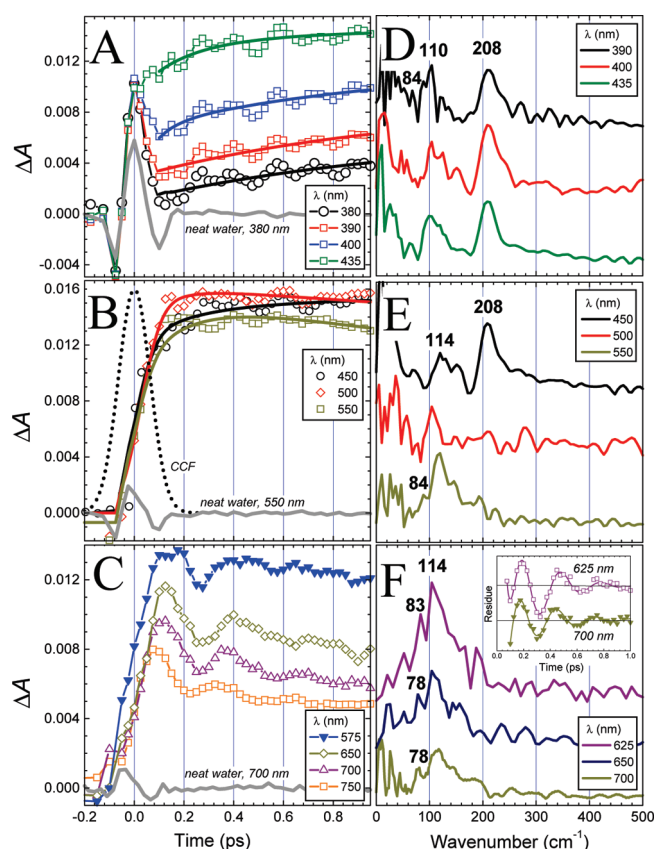 A
0.012
0.008
ΔA
0.004
0.000
-0.004
λ (nm)
380
390
400
435
neat water, 380 nm
B
0.016
0.012
ΔA
0.008
0.004
0.000
λ (nm)
450
500
550
CCF
neat water, 550 nm
C
0.012
0.008
ΔA
0.004
0.000
λ (nm)
575
650
700
750
neat water, 700 nm
-0.2 0.0 0.2 0.4 0.6 0.8
Time (ps)
D
84
110
208
λ (nm)
390
400
435
E
114
208
84
λ (nm)
450
500
550
F
114
83
78
78
625 nm
700 nm
Residue
0.0 0.2 0.4 0.6 0.8 1.0
Time (ps)
λ (nm)
625
650
700
0 100 200 300 400 500
Wavenumber (cm⁻¹)